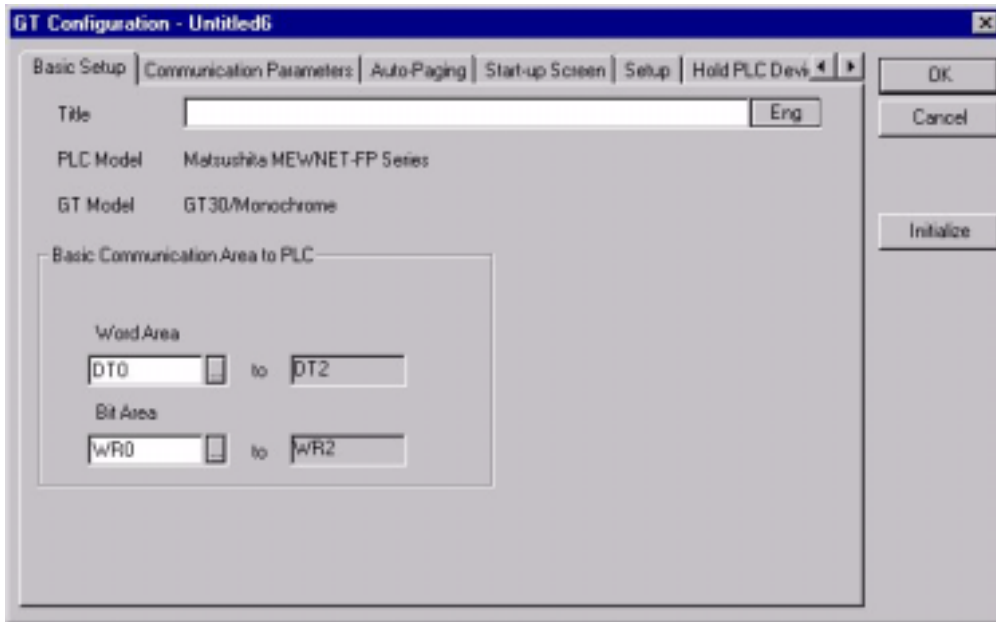 GT Configuration - Untitled6
Basic Setup Communication Parameters Auto-Paging Start-up Screen Setup Hold PLC Devi
OK
Title Eng
Cancel
PLC Model Matsushita MEWNET-FP Series
GT Model GT30/Monochrome
Initialize
Basic Communication Area to PLC
Word Area
DT0 ... to DT2
Bit Area
WR0 ... to WR2